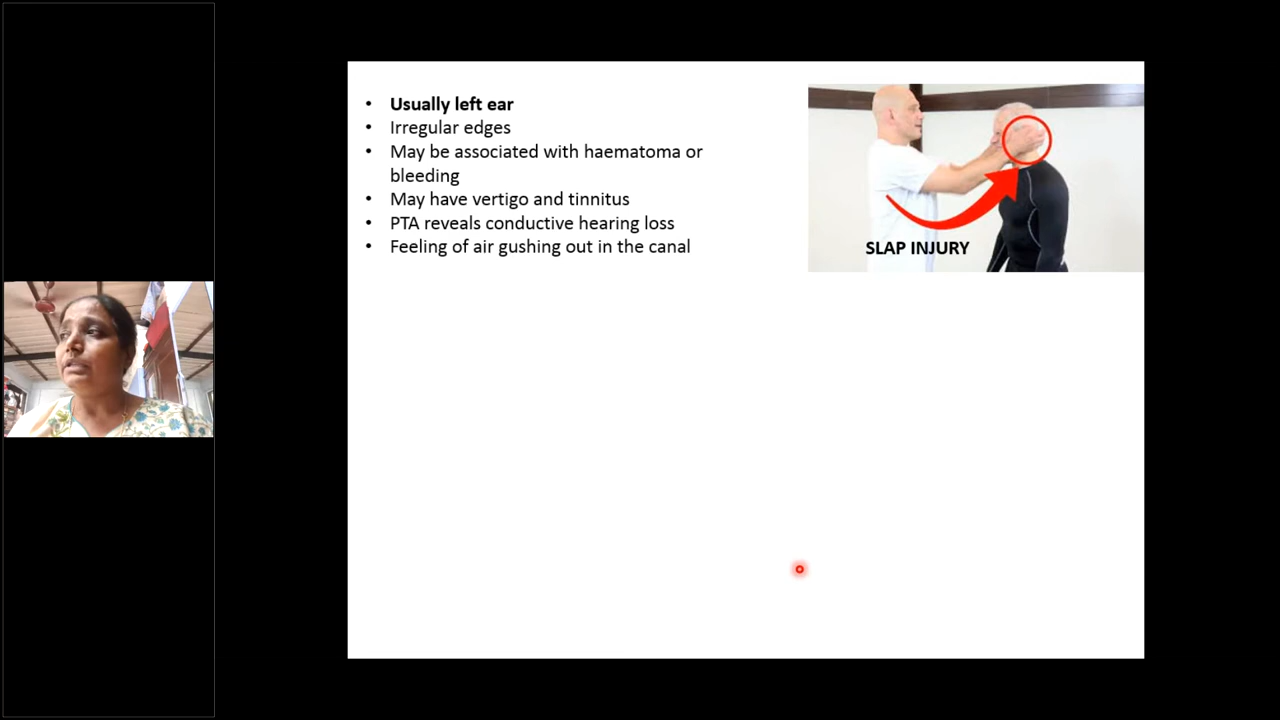 Usually left ear
Irregular edges
May be associated with haematoma or
bleeding
May have vertigo and tinnitus
PTA reveals conductive hearing loss
Feeling of air gushing out in the canal
SLAP INJURY